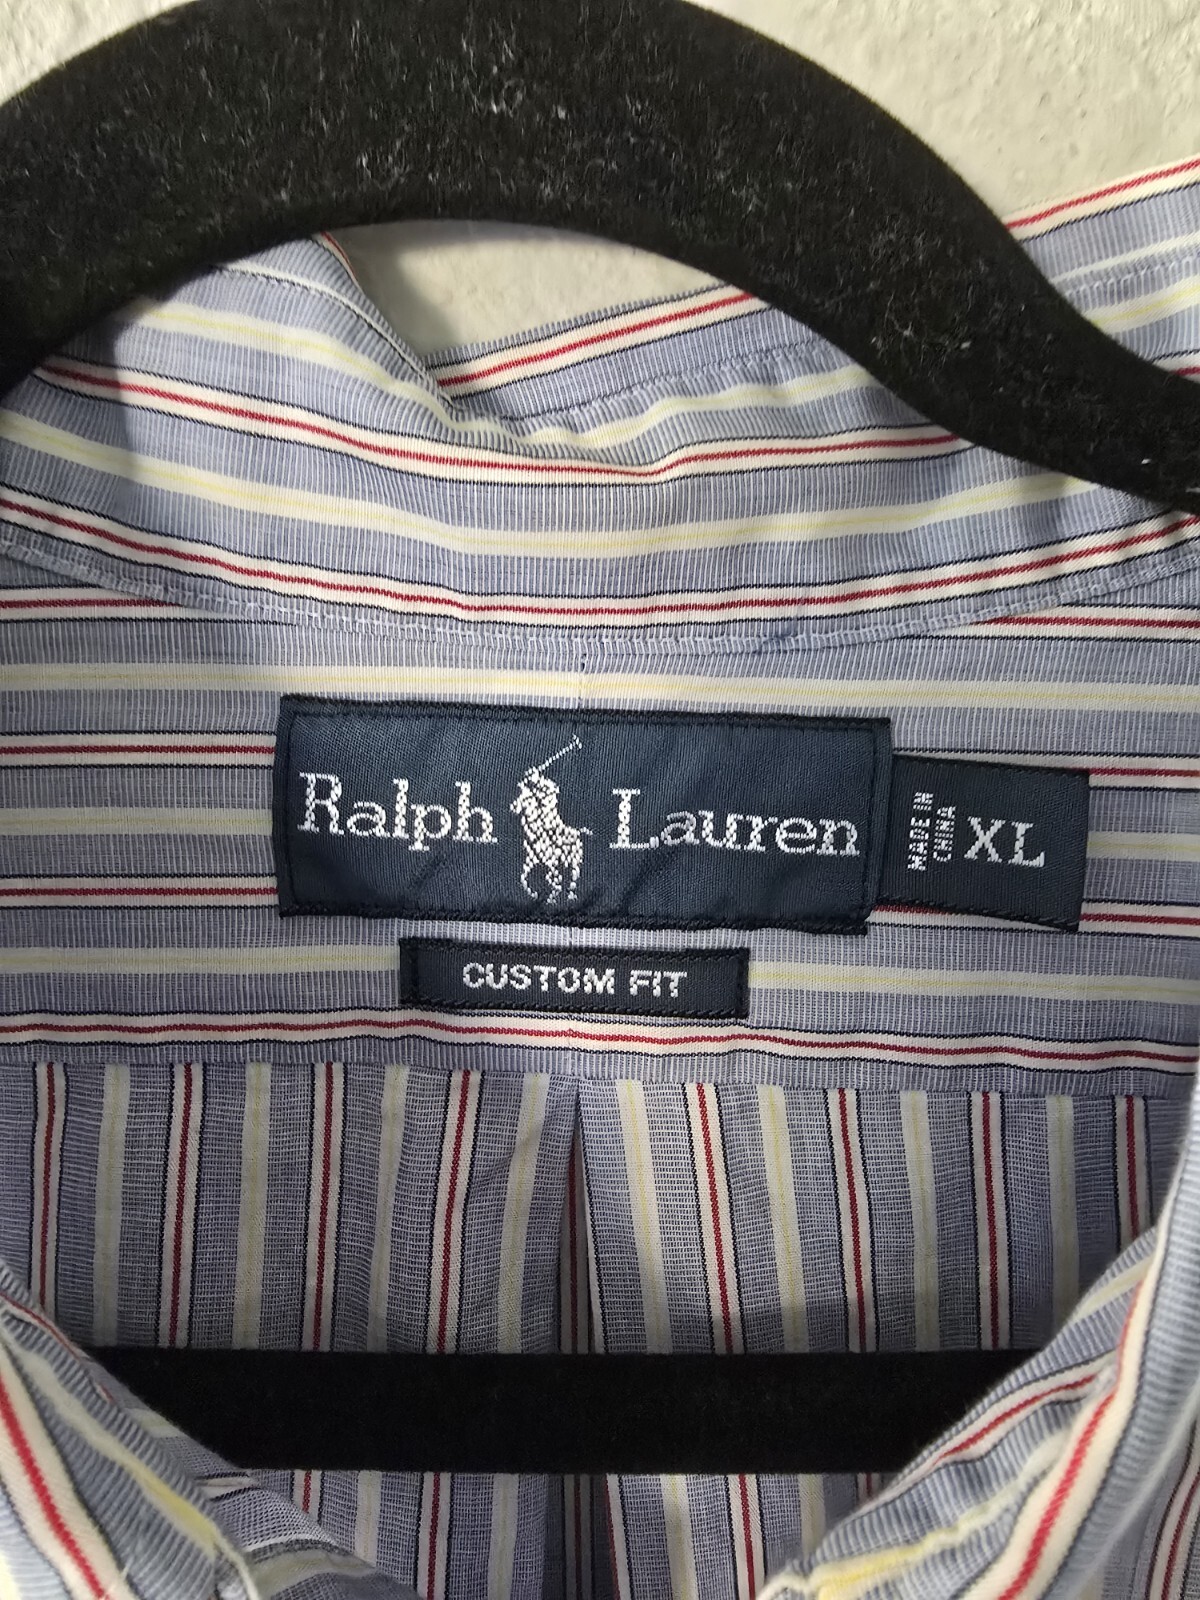 Ralph Lauren
MADE IN
CHINA
XL
CUSTOM FIT